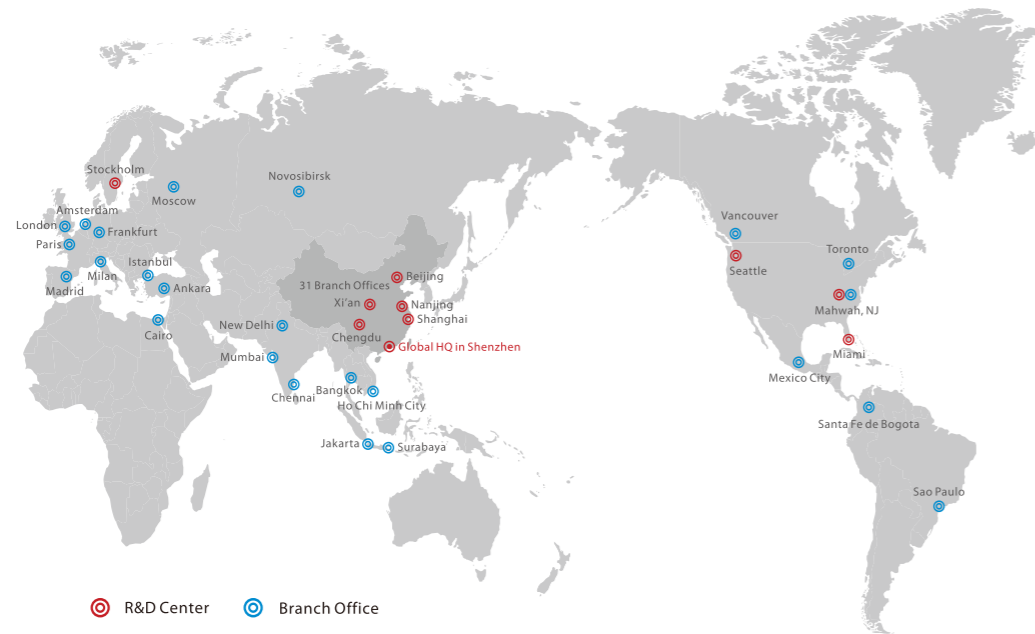 Stockholm
Novosibirsk
Moscow
Amsterdam
Vancouver
London
Frankfurt
Paris
Toronto
Istanbul
Milan
Seattle
Beijing
Madrid
Ankara
31 Branch Offices
Xi'an
Nanjing
Mahwah, NJ
Shanghai
New Delhi
Cairo
Chengdu
Global HQ in Shenzhen
Miami
Mumbai
Mexico City
Bangkok
Chennai
Ho Chi Minh City
Santa Fe de Bogota
Jakarta
Surabaya
Sao Paulo
R&D Center
Branch Office